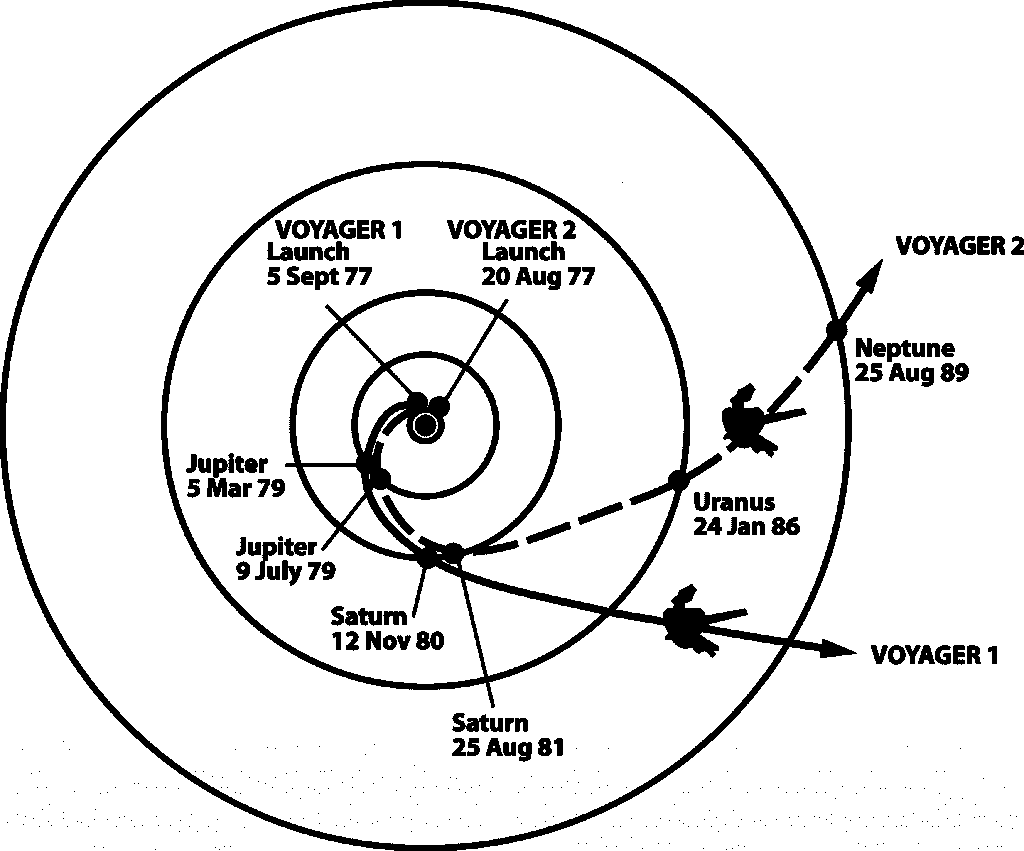 VOYAGER 1
Launch
5 Sept 77
VOYAGER 2
Launch
20 Aug 77
VOYAGER 2
Neptune
25 Aug 89
Jupiter
5 Mar 79
Uranus
24 Jan 86
Jupiter
9 July 79
Saturn
12 Nov 80
VOYAGER 1
Saturn
25 Aug 81